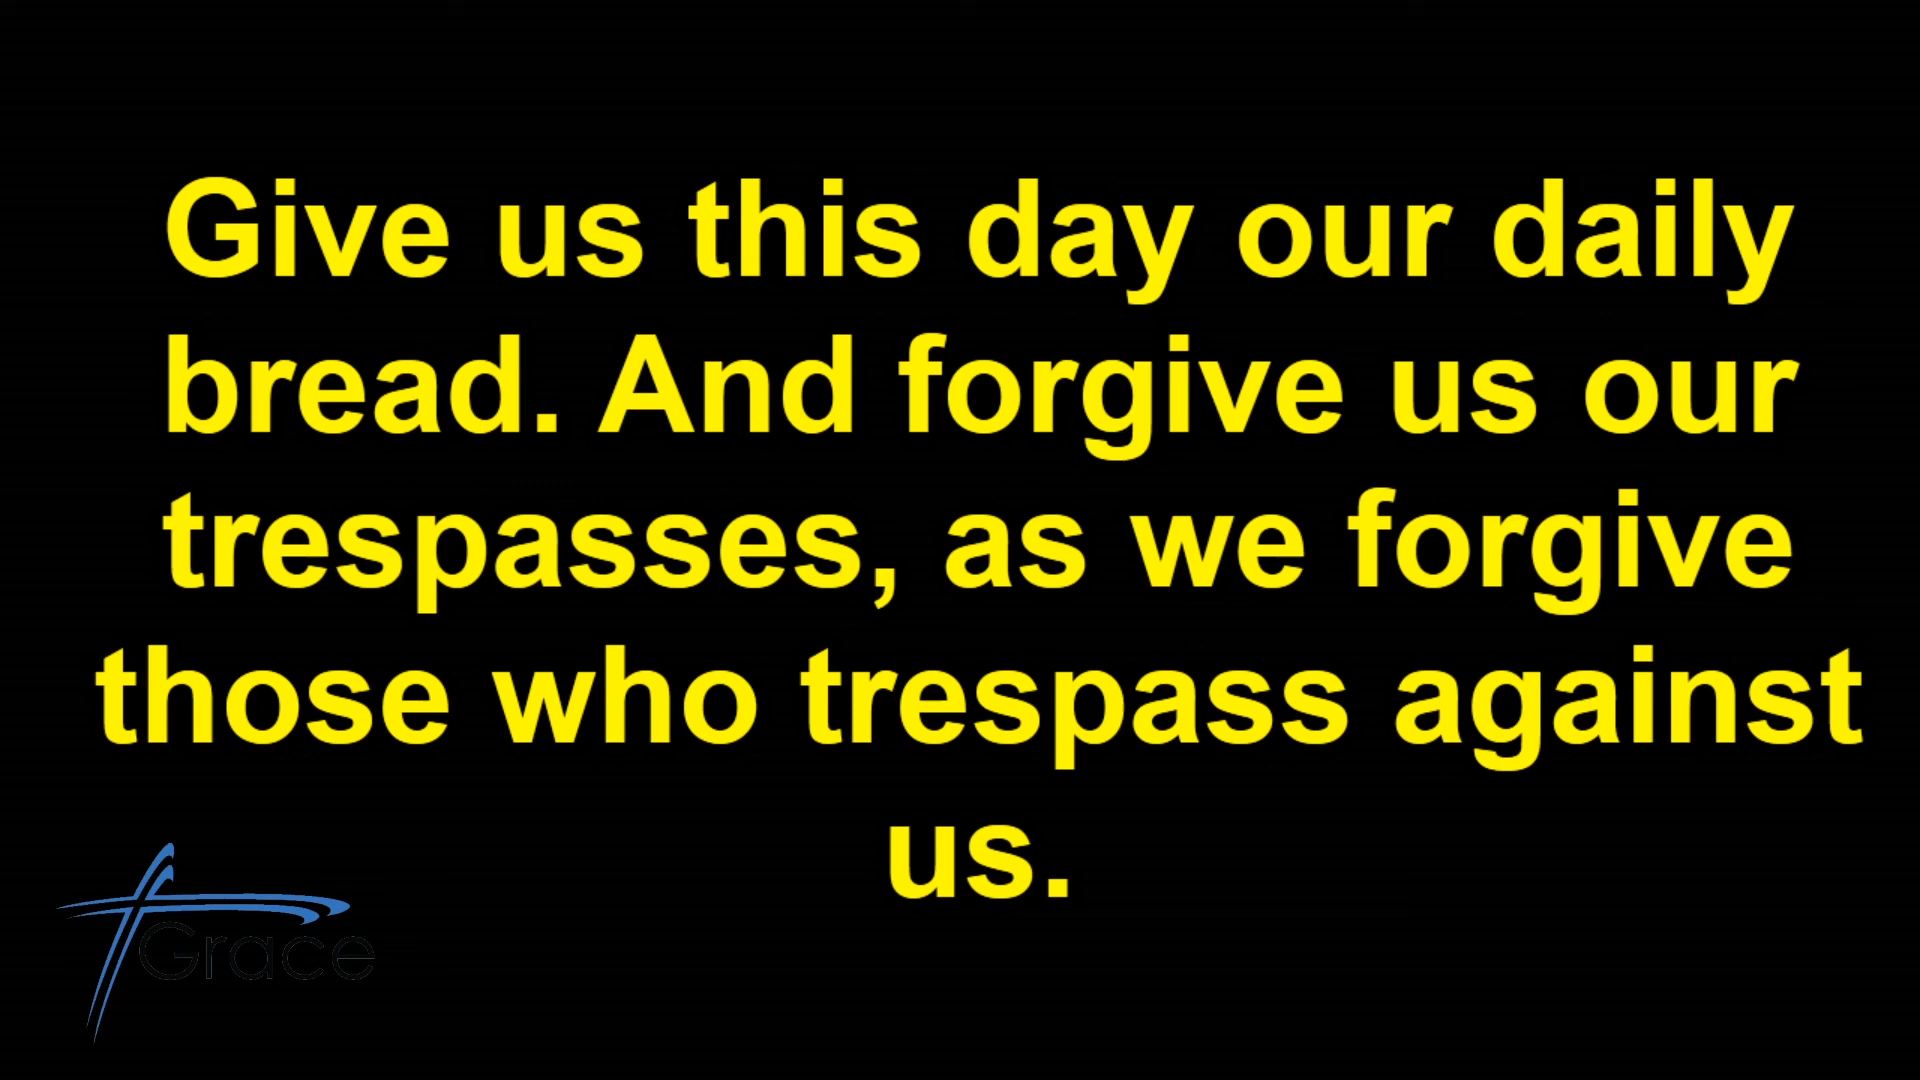 Give us this day our daily
bread. And forgive us our
trespasses, as we forgive
those who trespass against
us.
Grace